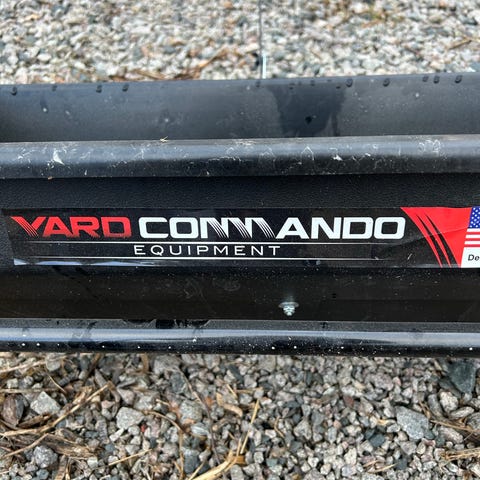 YARD COMMANDO
EQUIPMENT
De